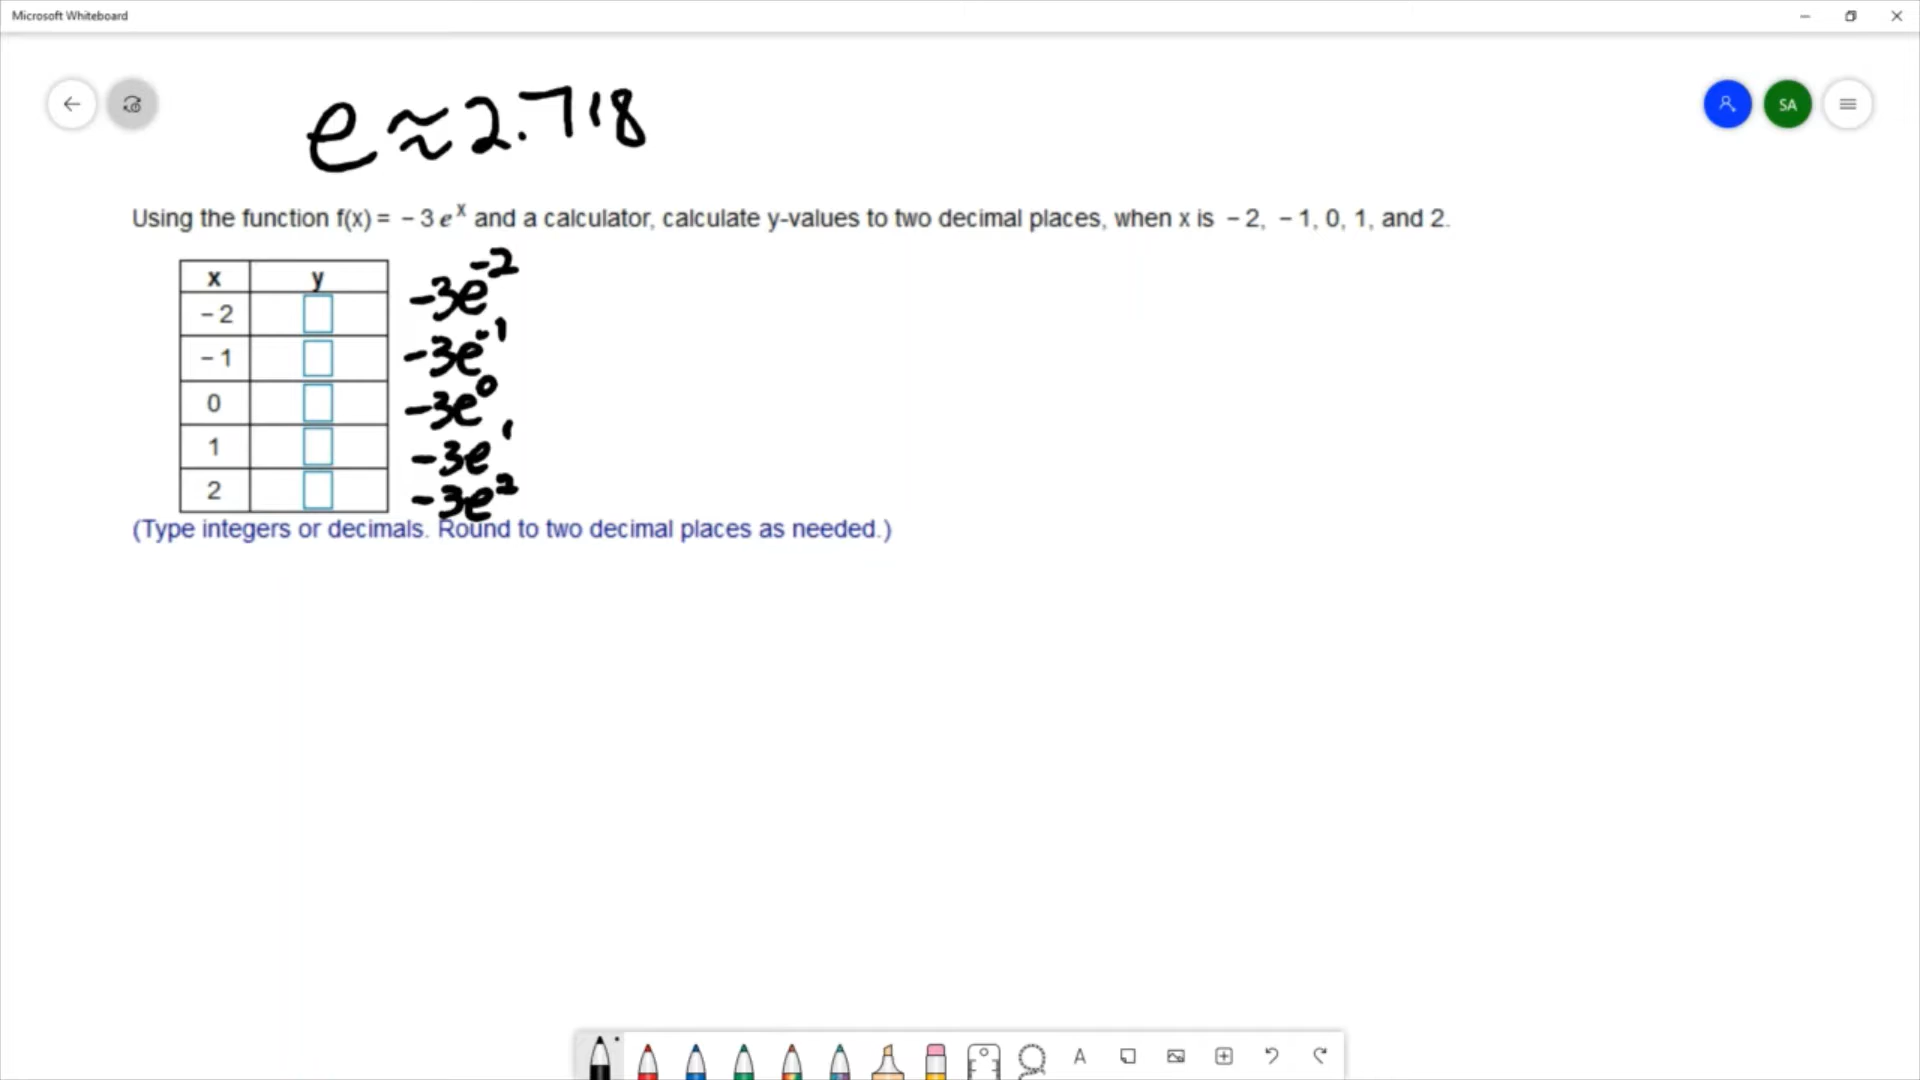 Microsoft Whiteboard
SA
e ≈ 2.718
Using the function f(x) = − 3 e^x and a calculator, calculate y-values to two decimal places, when x is − 2, − 1, 0, 1, and 2.
x y
− 2 -3e^-2
− 1 -3e^-1
0 -3e^0
1 -3e^1
2 -3e^2
(Type integers or decimals. Round to two decimal places as needed.)
A